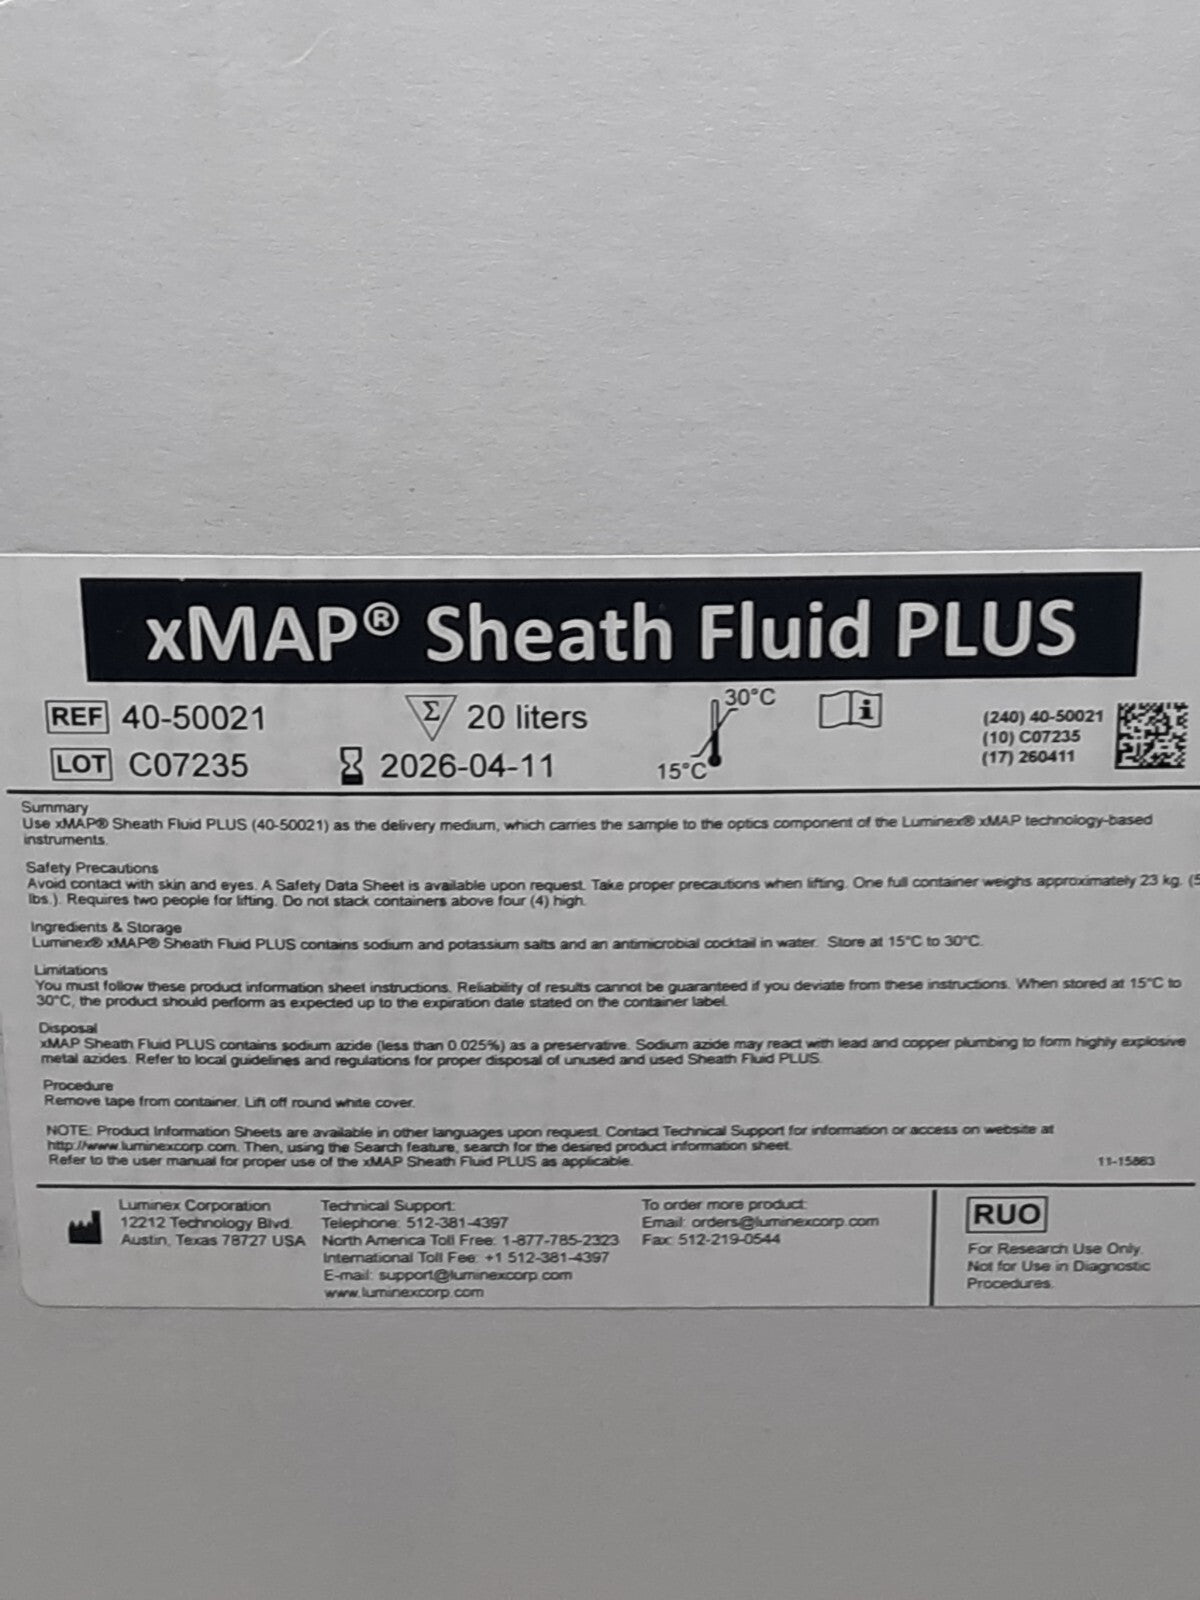 xMAP® Sheath Fluid PLUS
REF 40-50021
Σ 20 liters
30°C
15°C
i
(240) 40-50021
(10) C07235
(17) 260411
LOT C07235
2026-04-11
Summary
Use xMAP® Sheath Fluid PLUS (40-50021) as the delivery medium, which carries the sample to the optics component of the Luminex® xMAP technology-based
instruments.
Safety Precautions
Avoid contact with skin and eyes. A Safety Data Sheet is available upon request. Take proper precautions when lifting. One full container weighs approximately 23 kg.
lbs.). Requires two people for lifting. Do not stack containers above four (4) high.
Ingredients & Storage
Luminex® xMAP® Sheath Fluid PLUS contains sodium and potassium salts and an antimicrobial cocktail in water. Store at 15°C to 30°C.
Limitations
You must follow these product information sheet instructions. Reliability of results cannot be guaranteed if you deviate from these instructions. When stored at 15°C to
30°C, the product should perform as expected up to the expiration date stated on the container label.
Disposal
xMAP Sheath Fluid PLUS contains sodium azide (less than 0.025%) as a preservative. Sodium azide may react with lead and copper plumbing to form highly explosive
metal azides. Refer to local guidelines and regulations for proper disposal of unused and used Sheath Fluid PLUS.
Procedure
Remove tape from container. Lift off round white cover.
NOTE: Product Information Sheets are available in other languages upon request. Contact Technical Support for information or access on website at
http://www.luminexcorp.com. Then, using the Search feature, search for the desired product information sheet.
Refer to the user manual for proper use of the xMAP Sheath Fluid PLUS as applicable.
11-15863
Luminex Corporation
12212 Technology Blvd.
Austin, Texas 78727 USA
Technical Support:
Telephone: 512-381-4397
North America Toll Free: 1-877-785-2323
International Toll Fee: +1 512-381-4397
E-mail: support@luminexcorp.com
www.luminexcorp.com
To order more product:
Email: orders@luminexcorp.com
Fax: 512-219-0544
RUO
For Research Use Only.
Not for Use in Diagnostic
Procedures.